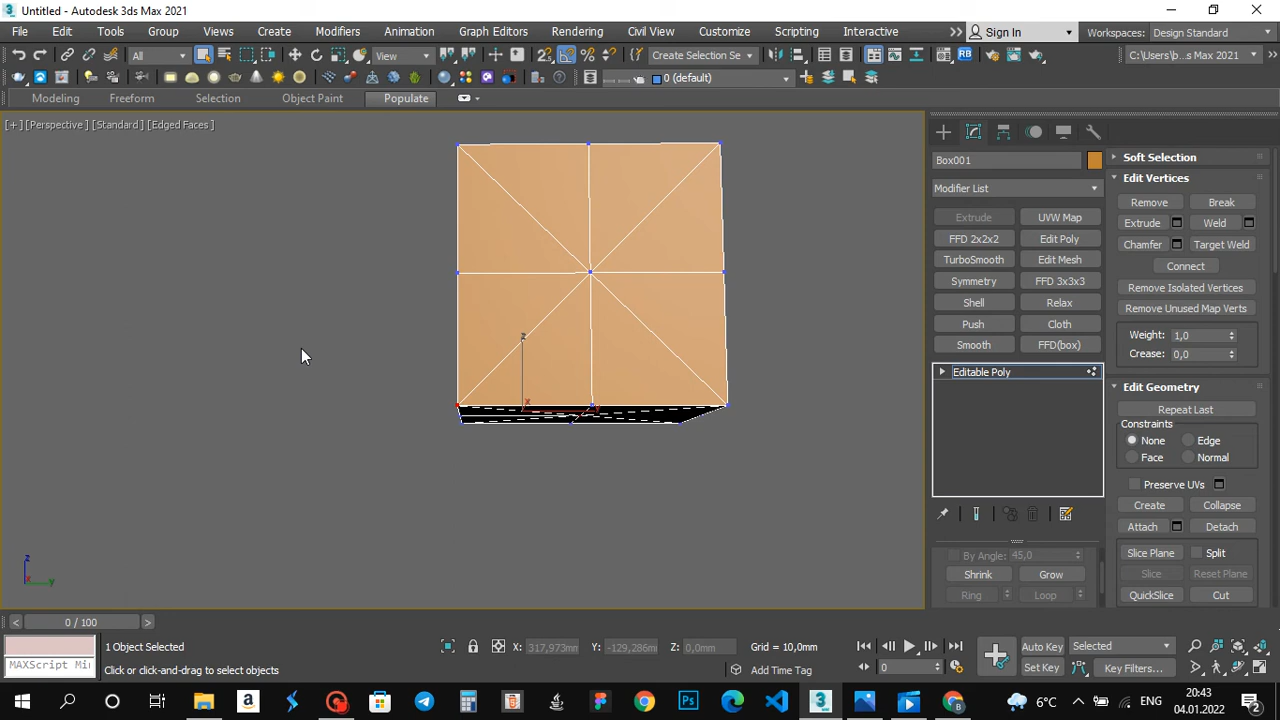 Untitled - Autodesk 3ds Max 2021
File Edit Tools Group Views Create Modifiers Animation Graph Editors Rendering Civil View Customize Scripting Interactive Sign In Workspaces: Design Standard
All View Create Selection Se C:\Users\b...s Max 2021
0 (default)
Modeling Freeform Selection Object Paint Populate
[+] [Perspective] [Standard] [Edged Faces]
Box001
Modifier List
Extrude UVW Map
FFD 2x2x2 Edit Poly
TurboSmooth Edit Mesh
Symmetry FFD 3x3x3
Shell Relax
Push Cloth
Smooth FFD(box)
Editable Poly
By Angle: 45,0
Shrink Grow
Ring Loop
Soft Selection
Edit Vertices
Remove Break
Extrude Weld
Chamfer Target Weld
Connect
Remove Isolated Vertices
Remove Unused Map Verts
Weight: 1,0
Crease: 0,0
Edit Geometry
Repeat Last
Constraints
None Edge
Face Normal
Preserve UVs
Create Collapse
Attach Detach
Slice Plane Split
Slice Reset Plane
QuickSlice Cut
z
x
y
z
x
y
< 0 / 100 >
1 Object Selected X: 317,973mm Y: -129,286mm Z: 0,0mm Grid = 10,0mm Auto Key Selected
MAXScript Mi Click or click-and-drag to select objects Add Time Tag 0 Set Key Key Filters...
6°C ENG 20:43
04.01.2022
2